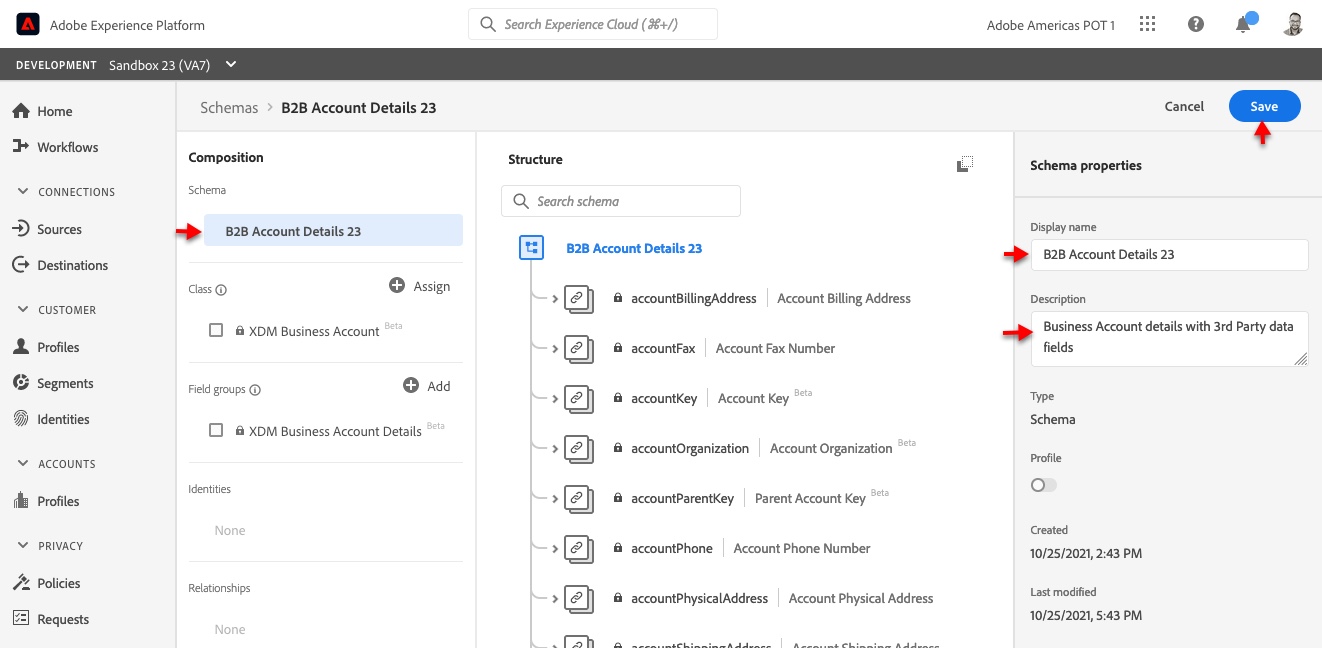 Adobe Experience Platform
Search Experience Cloud (⌘+/)
Adobe Americas POT 1
DEVELOPMENT Sandbox 23 (VA7)
Home
Workflows
CONNECTIONS
Sources
Destinations
CUSTOMER
Profiles
Segments
Identities
ACCOUNTS
Profiles
PRIVACY
Policies
Requests
Schemas > B2B Account Details 23
Cancel
Save
Composition
Schema
B2B Account Details 23
Class
Assign
XDM Business Account Beta
Field groups
Add
XDM Business Account Details Beta
Identities
None
Relationships
None
Structure
Search schema
B2B Account Details 23
accountBillingAddress | Account Billing Address
accountFax | Account Fax Number
accountKey | Account Key Beta
accountOrganization | Account Organization Beta
accountParentKey | Parent Account Key Beta
accountPhone | Account Phone Number
accountPhysicalAddress | Account Physical Address
accountShippingAddress | Account Shipping Address
Schema properties
Display name
B2B Account Details 23
Description
Business Account details with 3rd Party data
fields
Type
Schema
Profile
Created
10/25/2021, 2:43 PM
Last modified
10/25/2021, 5:43 PM